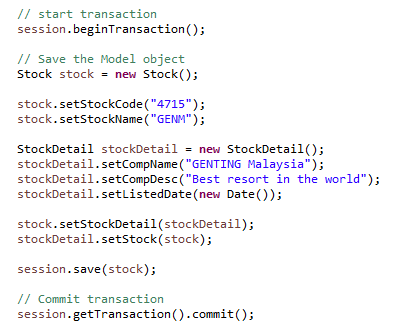 // start transaction
session.beginTransaction();
// Save the Model object
Stock stock = new Stock();
stock.setStockCode("4715");
stock.setStockName("GENM");
StockDetail stockDetail = new StockDetail();
stockDetail.setCompName("GENTING Malaysia");
stockDetail.setCompDesc("Best resort in the world");
stockDetail.setListedDate(new Date());
stock.setStockDetail(stockDetail);
stockDetail.setStock(stock);
session.save(stock);
// Commit transaction
session.getTransaction().commit();